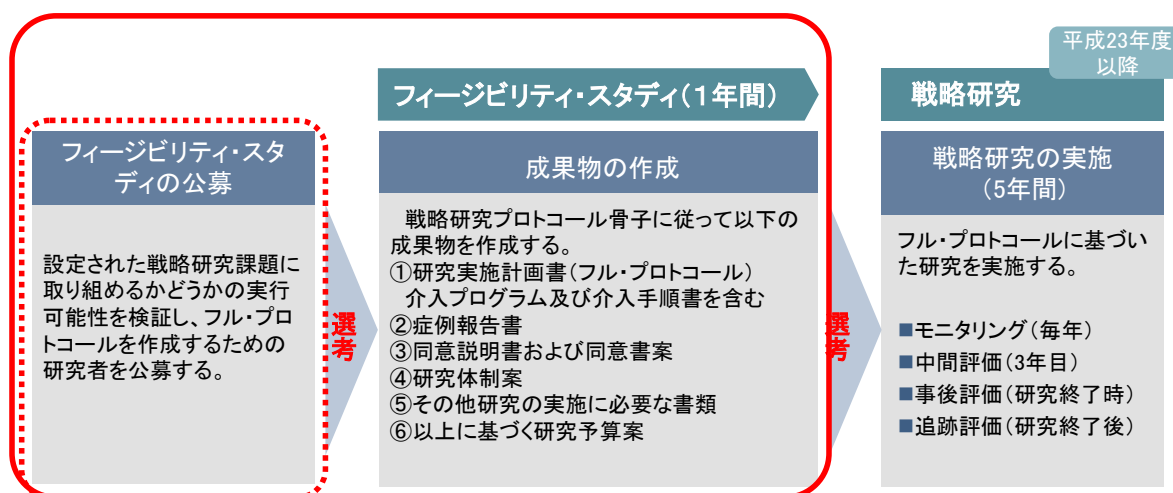 平成23年度
以降
フィージビリティ・スタディ(1年間)
戦略研究
フィージビリティ・スタ
ディの公募
設定された戦略研究課題に
取り組めるかどうかの実行
可能性を検証し、フル・プロ
トコールを作成するための
研究者を公募する。
選
考
成果物の作成
戦略研究プロトコール骨子に従って以下の
成果物を作成する。
①研究実施計画書(フル・プロトコール)
介入プログラム及び介入手順書を含む
②症例報告書
③同意説明書および同意書案
④研究体制案
⑤その他研究の実施に必要な書類
⑥以上に基づく研究予算案
選
考
戦略研究の実施
(5年間)
フル・プロトコールに基づい
た研究を実施する。
■モニタリング(毎年)
■中間評価(3年目)
■事後評価(研究終了時)
■追跡評価(研究終了後)